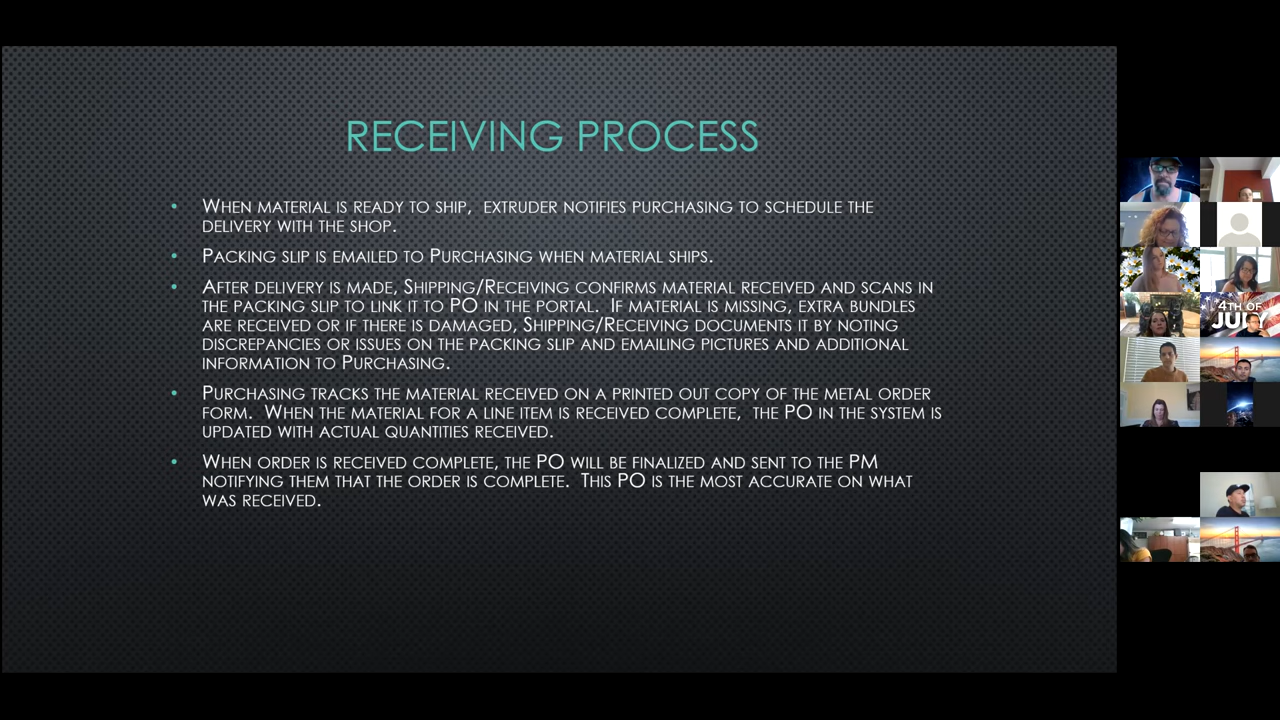 RECEIVING PROCESS
• WHEN MATERIAL IS READY TO SHIP, EXTRUDER NOTIFIES PURCHASING TO SCHEDULE THE
DELIVERY WITH THE SHOP.
• PACKING SLIP IS EMAILED TO PURCHASING WHEN MATERIAL SHIPS.
• AFTER DELIVERY IS MADE, SHIPPING/RECEIVING CONFIRMS MATERIAL RECEIVED AND SCANS IN
THE PACKING SLIP TO LINK IT TO PO IN THE PORTAL. IF MATERIAL IS MISSING, EXTRA BUNDLES
ARE RECEIVED OR IF THERE IS DAMAGED, SHIPPING/RECEIVING DOCUMENTS IT BY NOTING
DISCREPANCIES OR ISSUES ON THE PACKING SLIP AND EMAILING PICTURES AND ADDITIONAL
INFORMATION TO PURCHASING.
• PURCHASING TRACKS THE MATERIAL RECEIVED ON A PRINTED OUT COPY OF THE METAL ORDER
FORM. WHEN THE MATERIAL FOR A LINE ITEM IS RECEIVED COMPLETE, THE PO IN THE SYSTEM IS
UPDATED WITH ACTUAL QUANTITIES RECEIVED.
• WHEN ORDER IS RECEIVED COMPLETE, THE PO WILL BE FINALIZED AND SENT TO THE PM
NOTIFYING THEM THAT THE ORDER IS COMPLETE. THIS PO IS THE MOST ACCURATE ON WHAT
WAS RECEIVED.
4TH OF
JULY